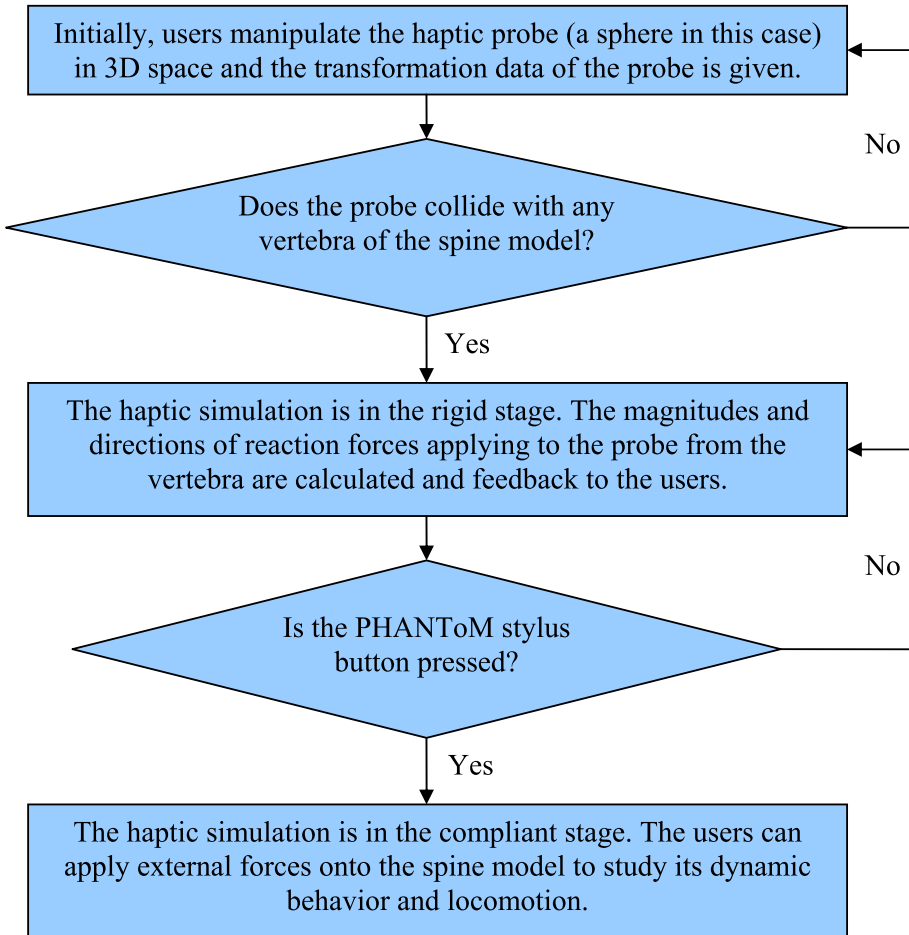 Initially, users manipulate the haptic probe (a sphere in this case)
in 3D space and the transformation data of the probe is given.
No
Does the probe collide with any
vertebra of the spine model?
Yes
The haptic simulation is in the rigid stage. The magnitudes and
directions of reaction forces applying to the probe from the
vertebra are calculated and feedback to the users.
No
Is the PHANToM stylus
button pressed?
Yes
The haptic simulation is in the compliant stage. The users can
apply external forces onto the spine model to study its dynamic
behavior and locomotion.